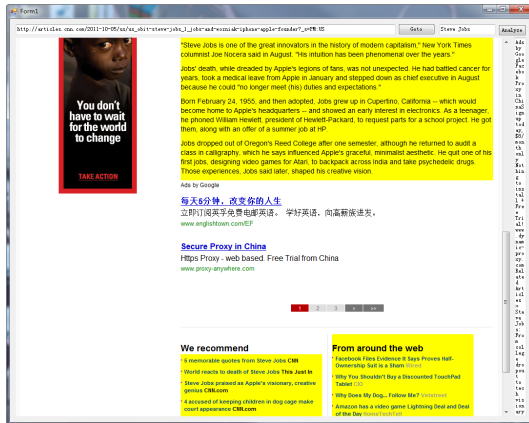 Form1
http://articles.cnn.com/2011-10-05/us/us_obit-steve-jobs_1_jobs-and-wozniak-iphone-apple-founder?_s=PM:US
Goto
Steve Jobs
Analyze
You don't
have to wait
for the world
to change
TAKE ACTION
"Steve Jobs is one of the great innovators in the history of modern capitalism," New York Times
columnist Joe Nocera said in August. "His intuition has been phenomenal over the years."
Jobs' death, while dreaded by Apple's legions of fans, was not unexpected. He had battled cancer for
years, took a medical leave from Apple in January and stepped down as chief executive in August
because he could "no longer meet (his) duties and expectations."
Born February 24, 1955, and then adopted, Jobs grew up in Cupertino, California -- which would
become home to Apple's headquarters -- and showed an early interest in electronics. As a teenager,
he phoned William Hewlett, president of Hewlett-Packard, to request parts for a school project. He got
them, along with an offer of a summer job at HP.
Jobs dropped out of Oregon's Reed College after one semester, although he returned to audit a
class in calligraphy, which he says influenced Apple's graceful, minimalist aesthetic. He quit one of his
first jobs, designing video games for Atari, to backpack across India and take psychedelic drugs.
Those experiences, Jobs said later, shaped his creative vision.
Ads by Google
每天5分钟，改变你的人生
立即订阅英孚免费电邮英语。 学好英语，向高薪族进发。
www.englishtown.com/EF
Secure Proxy in China
Https Proxy - web based. Free Trial from China
www.proxy-anywhere.com
1 2 3 > >>
We recommend
5 memorable quotes from Steve Jobs CNN
World reacts to death of Steve Jobs This Just In
Steve Jobs praised as Apple's visionary, creative
genius CNN.com
4 accused of keeping children in dog cage make
court appearance CNN.com
From around the web
Facebook Files Evidence It Says Proves Half-
Ownership Suit is a Sham Wired
Why You Shouldn't Buy a Discounted TouchPad
Tablet CIO
Why Does My Dog... Follow Me? Vetstreet
Amazon has a video game Lightning Deal and Deal
of the Day HomeTechTell
Ads
by
Goo
gle